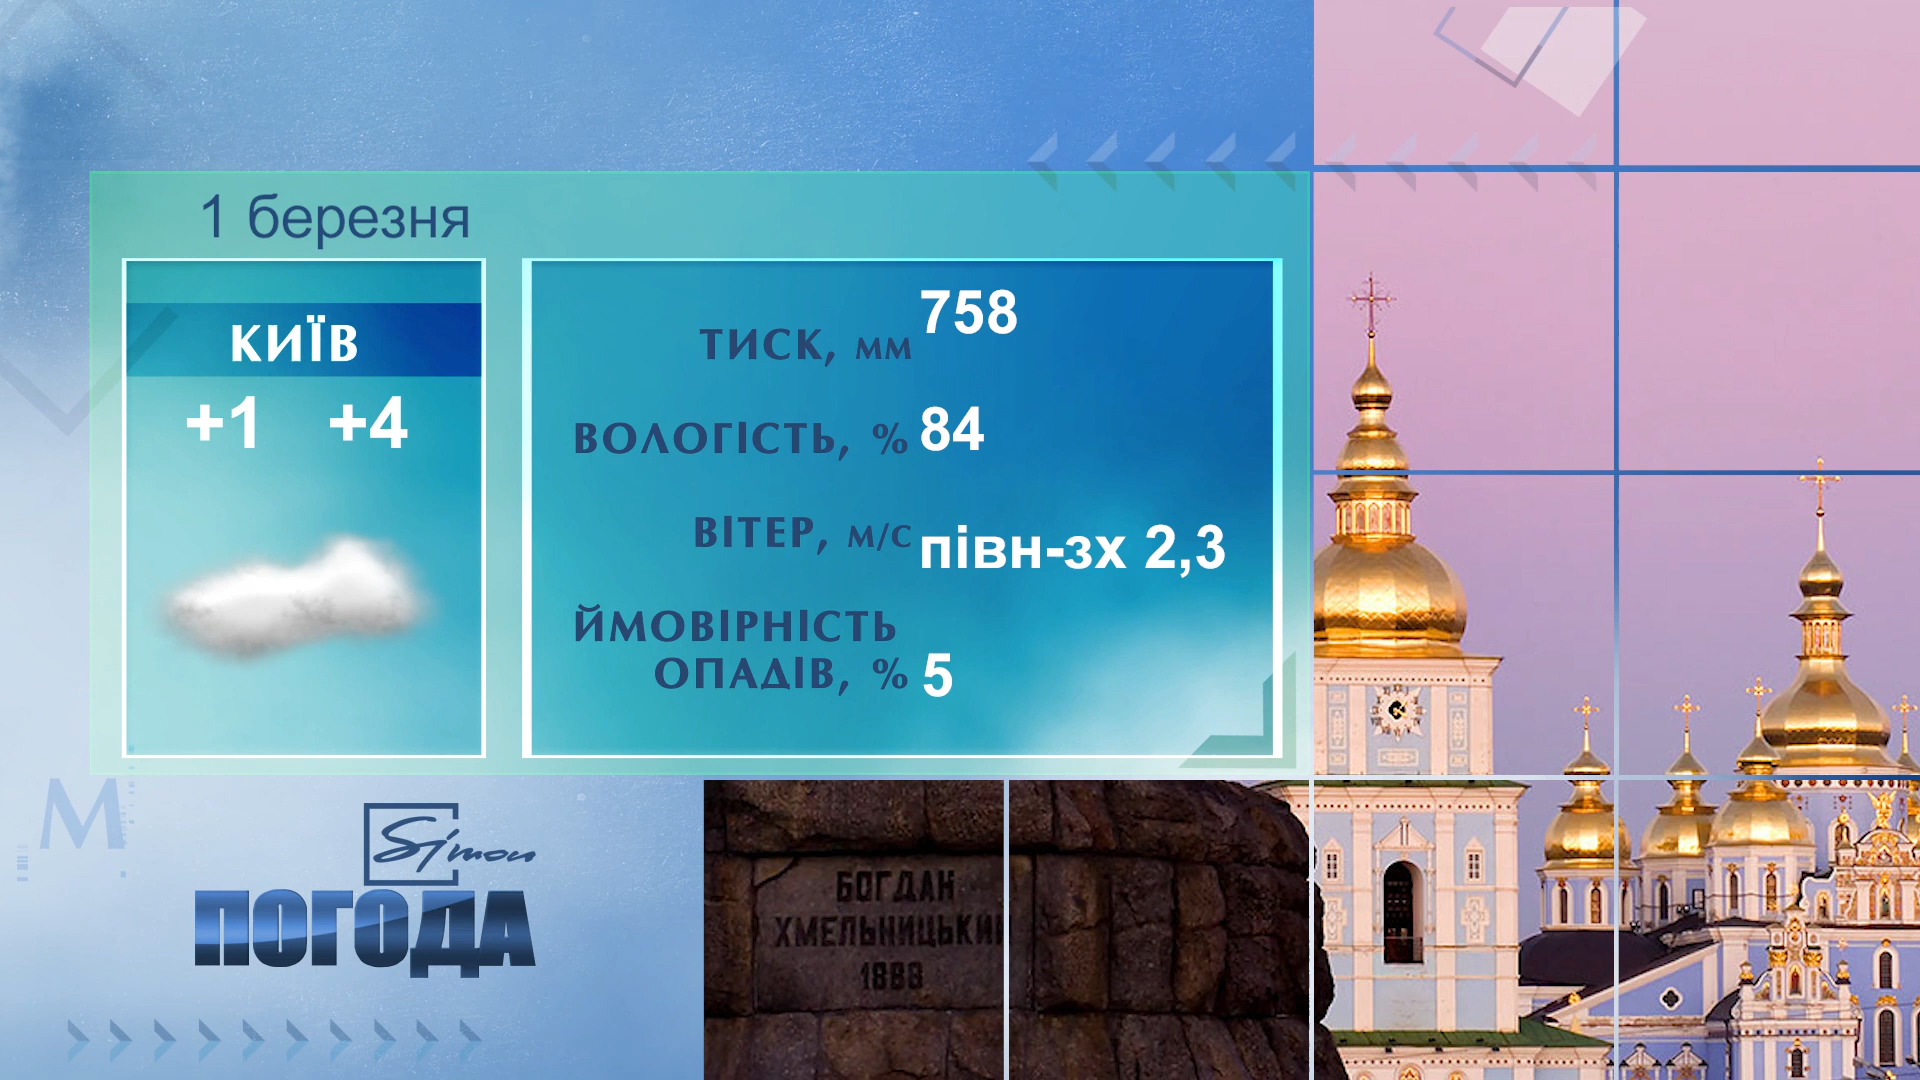 1 березня
КИЇВ
+1 +4
ТИСК, ММ 758
ВОЛОГІСТЬ, % 84
ВІТЕР, М/С півн-зх 2,3
ЙМОВІРНІСТЬ
ОПАДІВ, % 5
М
Simon
ПОГОДА
БОГДАН
ХМЕЛЬНИЦЬКИЙ
1888